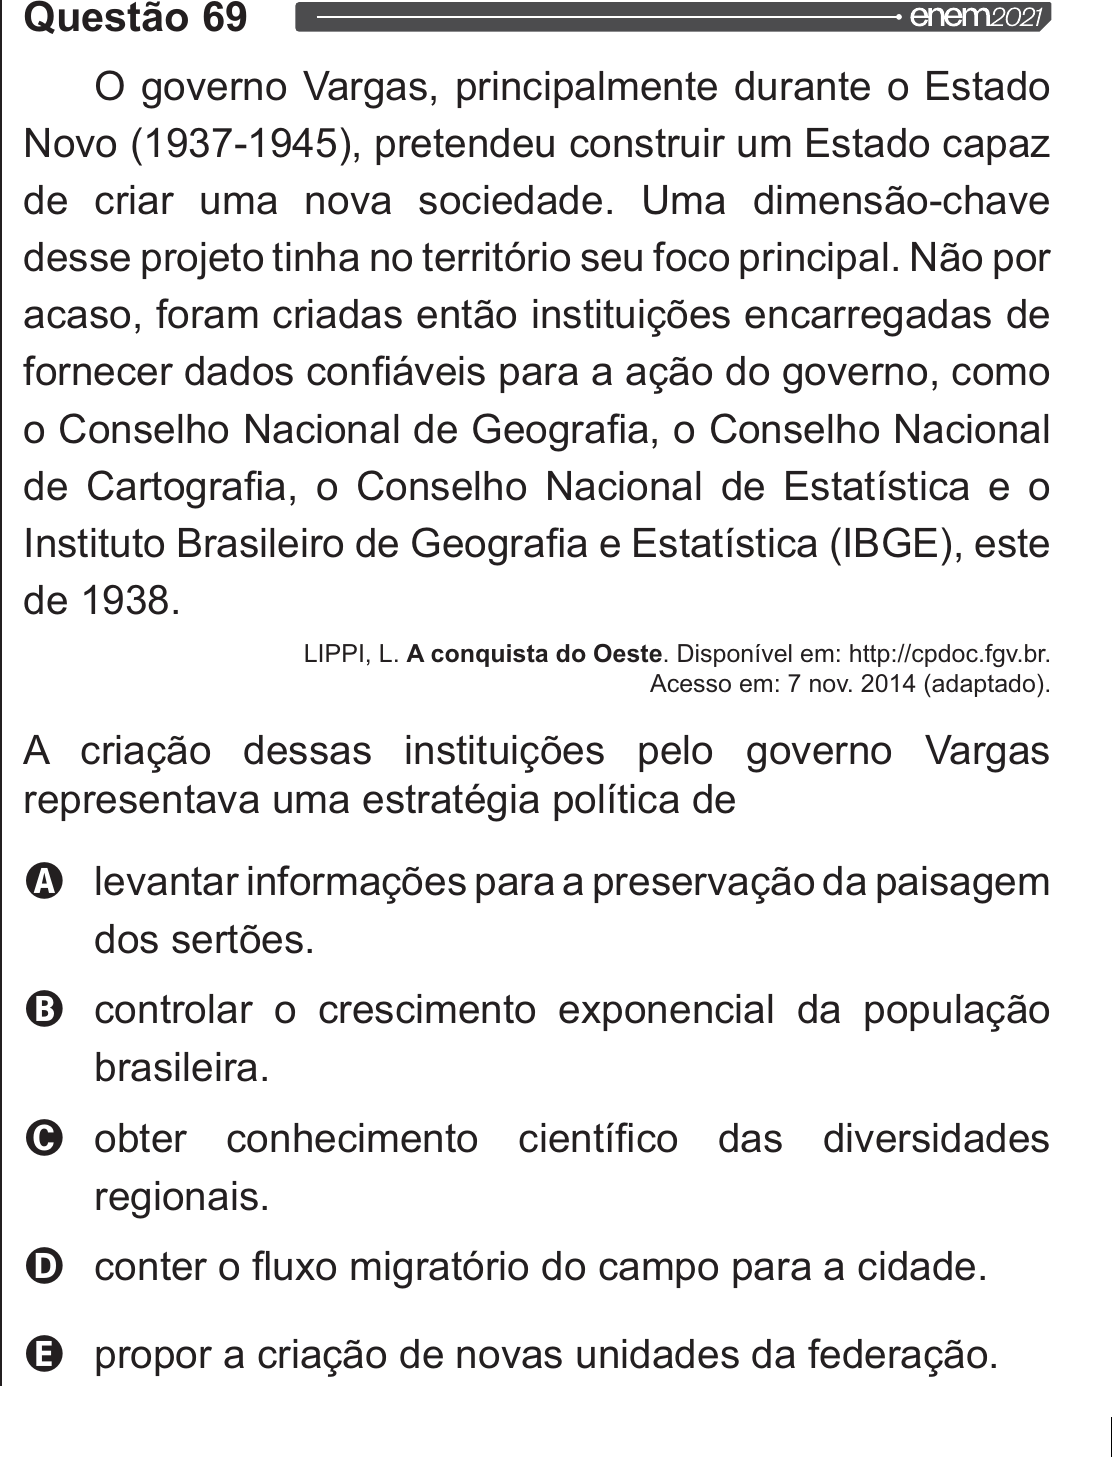 Questão 69
enem2021
O governo Vargas, principalmente durante o Estado
Novo (1937-1945), pretendeu construir um Estado capaz
de criar uma nova sociedade. Uma dimensão-chave
desse projeto tinha no território seu foco principal. Não por
acaso, foram criadas então instituições encarregadas de
fornecer dados confiáveis para a ação do governo, como
o Conselho Nacional de Geografia, o Conselho Nacional
de Cartografia, o Conselho Nacional de Estatística e o
Instituto Brasileiro de Geografia e Estatística (IBGE), este
de 1938.
LIPPI, L. A conquista do Oeste. Disponível em: http://cpdoc.fgv.br.
Acesso em: 7 nov. 2014 (adaptado).
A criação dessas instituições pelo governo Vargas
representava uma estratégia política de
A levantar informações para a preservação da paisagem
dos sertões.
B controlar o crescimento exponencial da população
brasileira.
C obter conhecimento científico das diversidades
regionais.
D conter o fluxo migratório do campo para a cidade.
E propor a criação de novas unidades da federação.